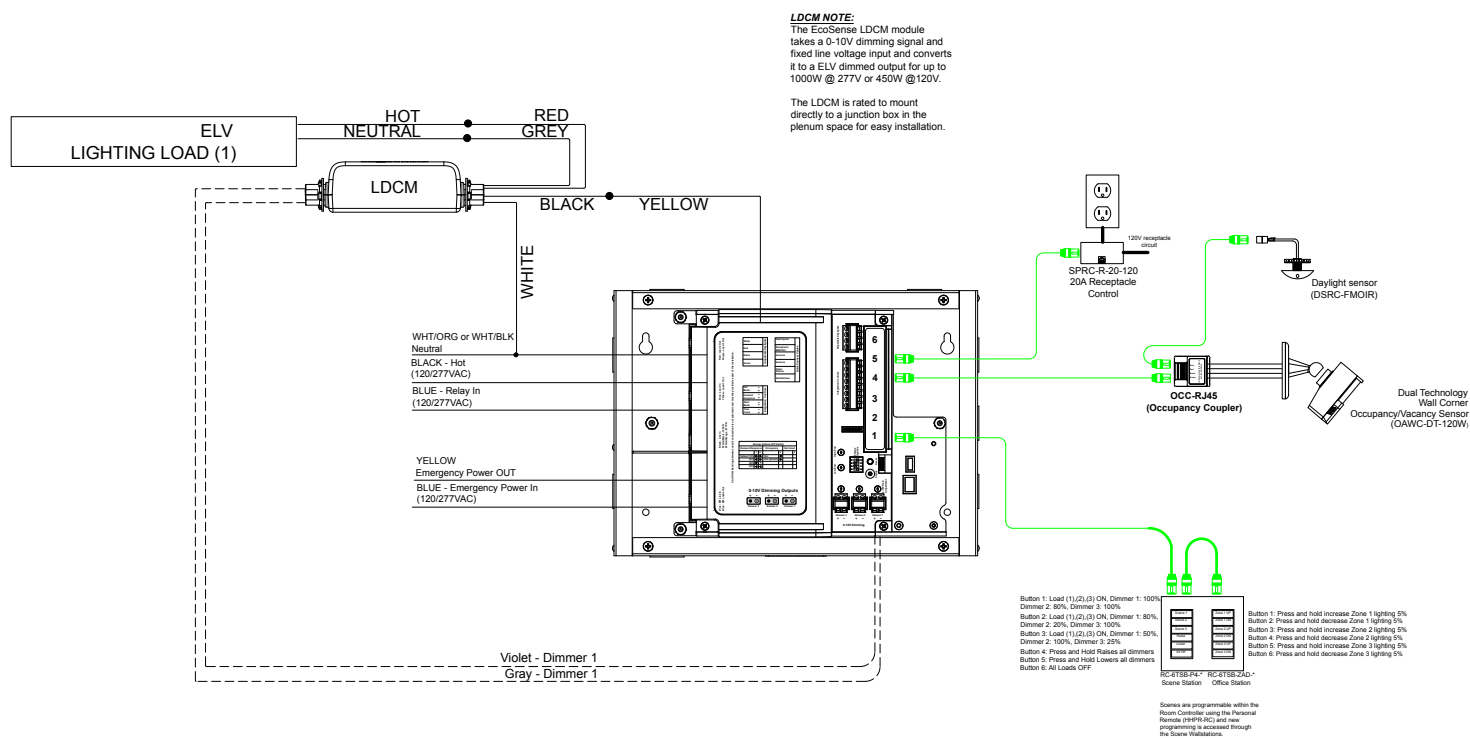 LDCM NOTE:
The EcoSense LDCM module
takes a 0-10V dimming signal and
fixed line voltage input and converts
it to a ELV dimmed output for up to
1000W @ 277V or 450W @120V.
The LDCM is rated to mount
directly to a junction box in the
plenum space for easy installation.
HOT
RED
NEUTRAL
GREY
ELV
LIGHTING LOAD (1)
LDCM
BLACK
YELLOW
WHITE
120V receptacle
circuit
SPRC-R-20-120
20A Receptacle
Control
Daylight sensor
(DSRC-FMOIR)
WHT/ORG or WHT/BLK
Neutral
BLACK - Hot
(120/277VAC)
BLUE - Relay In
(120/277VAC)
YELLOW
Emergency Power OUT
BLUE - Emergency Power In
(120/277VAC)
6
5
4
3
2
1
0-10V Dimming Outputs
0-10V Dimming
OCC-RJ45
(Occupancy Coupler)
Dual Technology
Wall Corner
Occupancy/Vacancy Sensor
(OAWC-DT-120W)
Button 1: Load (1),(2),(3) ON, Dimmer 1: 100%
Dimmer 2: 80%, Dimmer 3: 100%
Button 2: Load (1),(2),(3) ON, Dimmer 1: 80%,
Dimmer 2: 20%, Dimmer 3: 100%
Button 3: Load (1),(2),(3) ON, Dimmer 1: 50%,
Dimmer 2: 100%, Dimmer 3: 25%
Button 4: Press and Hold Raises all dimmers
Button 5: Press and Hold Lowers all dimmers
Button 6: All Loads OFF
Button 1: Press and hold increase Zone 1 lighting 5%
Button 2: Press and hold decrease Zone 1 lighting 5%
Button 3: Press and hold increase Zone 2 lighting 5%
Button 4: Press and hold decrease Zone 2 lighting 5%
Button 5: Press and hold increase Zone 3 lighting 5%
Button 6: Press and hold decrease Zone 3 lighting 5%
RC-6TSB-P4-*
Scene Station
RC-6TSB-ZAD-*
Office Station
Scenes are programmable within the
Room Controller using the Personal
Remote (HHPR-RC) and new
programming is accessed through
the Scene Wallstations.
Violet - Dimmer 1
Gray - Dimmer 1